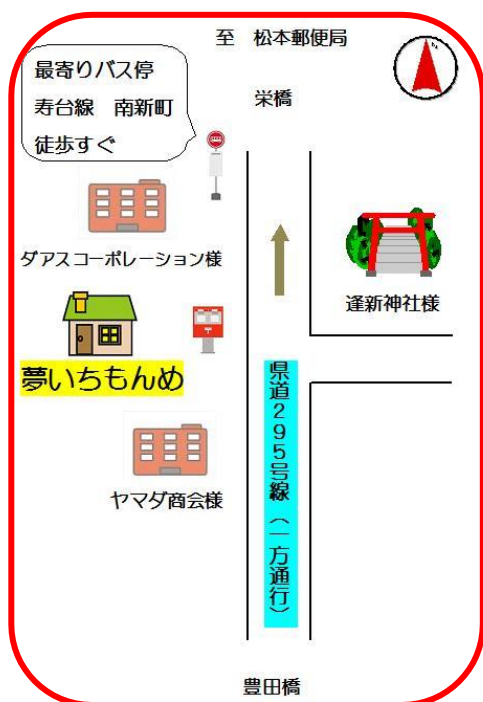 至　松本郵便局
最寄りバス停
寿台線　南新町
徒歩すぐ
栄橋
ダアスコーポレーション様
逢新神社様
夢いちもんめ
県道295号線（一方通行）
ヤマダ商会様
豊田橋